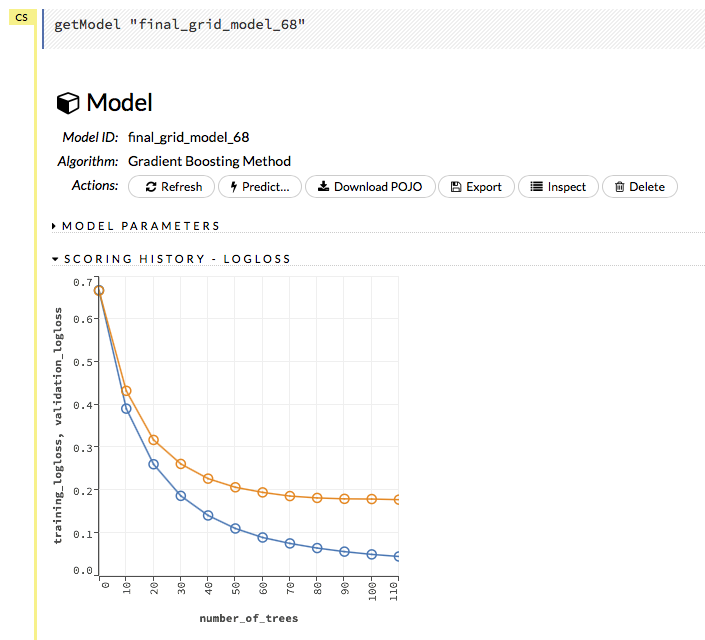 CS
getModel "final_grid_model_68"
Model
Model ID: final_grid_model_68
Algorithm: Gradient Boosting Method
Actions: Refresh Predict... Download POJO Export Inspect Delete
MODEL PARAMETERS
SCORING HISTORY - LOGLOSS
training_logloss, validation_logloss
0.7
0.6
0.5
0.4
0.3
0.2
0.1
0.0
0 10 20 30 40 50 60 70 80 90 100 110
number_of_trees